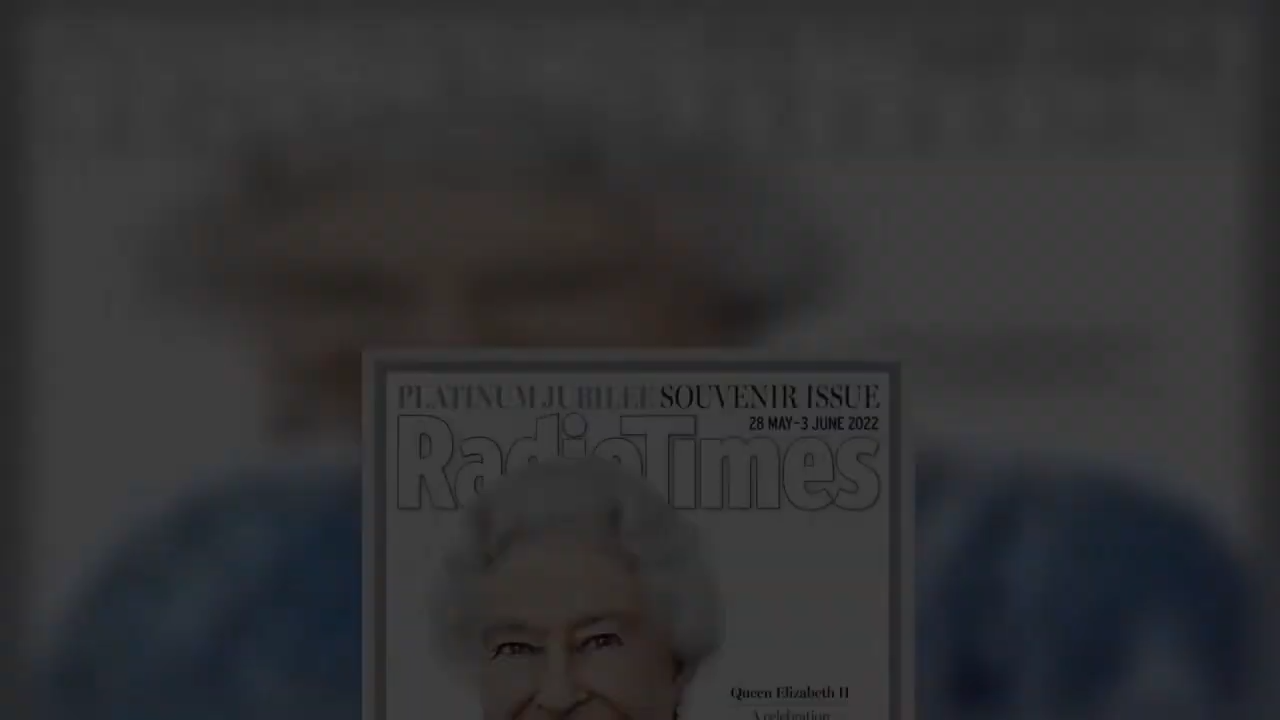 PLATINUM JUBILEE SOUVENIR ISSUE
28 MAY-3 JUNE 2022
RadioTimes
Queen Elizabeth II
A celebration